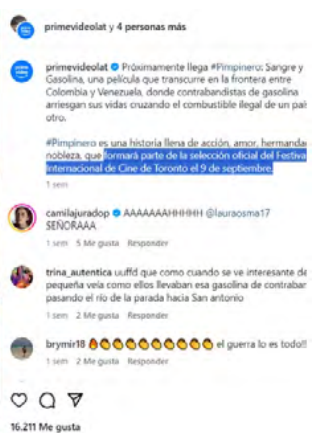 primevideolat y 4 personas más
primevideolat Próximamente llega #Pimpinero: Sangre y
Gasolina, una película que transcurre en la frontera entre
Colombia y Venezuela, donde contrabandistas de gasolina
arriesgan sus vidas cruzando el combustible ilegal de un país
otro.
#Pimpinero es una historia llena de acción, amor, hermandad
nobleza, que formará parte de la selección oficial del Festiva
Internacional de Cine de Toronto el 9 de septiembre.
1 sem
camilajuradop AAAAAAAHHHHH @lauraosma17
SEÑORAAA
1 sem 5 Me gusta Responder
trina_autentica uuffd que como cuando se ve interesante de
pequeña veía como ellos llevaban esa gasolina de contrabar
pasando el río de la parada hacia San antonio
1 sem 2 Me gusta Responder
brymir18 🔥👏👏👏👏👏👏👏👏👏 el guerra lo es todo!!
1 sem 2 Me gusta Responder
16.211 Me gusta